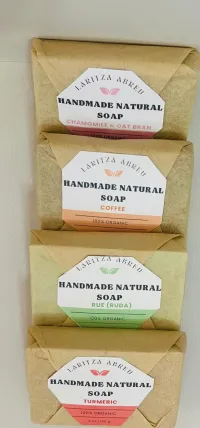 LARITZA ABREU
HANDMADE NATURAL
SOAP
CHAMOMILE & OAT BRAN
ORGANIC
LARITZA ABREU
HANDMADE NATURAL
SOAP
COFFEE
100% ORGANIC
LARITZA ABREU
HANDMADE NATURAL
SOAP
RUE (RUDA)
100% ORGANIC
LARITZA ABREU
HANDMADE NATURAL
SOAP
TURMERIC
100% ORGANIC